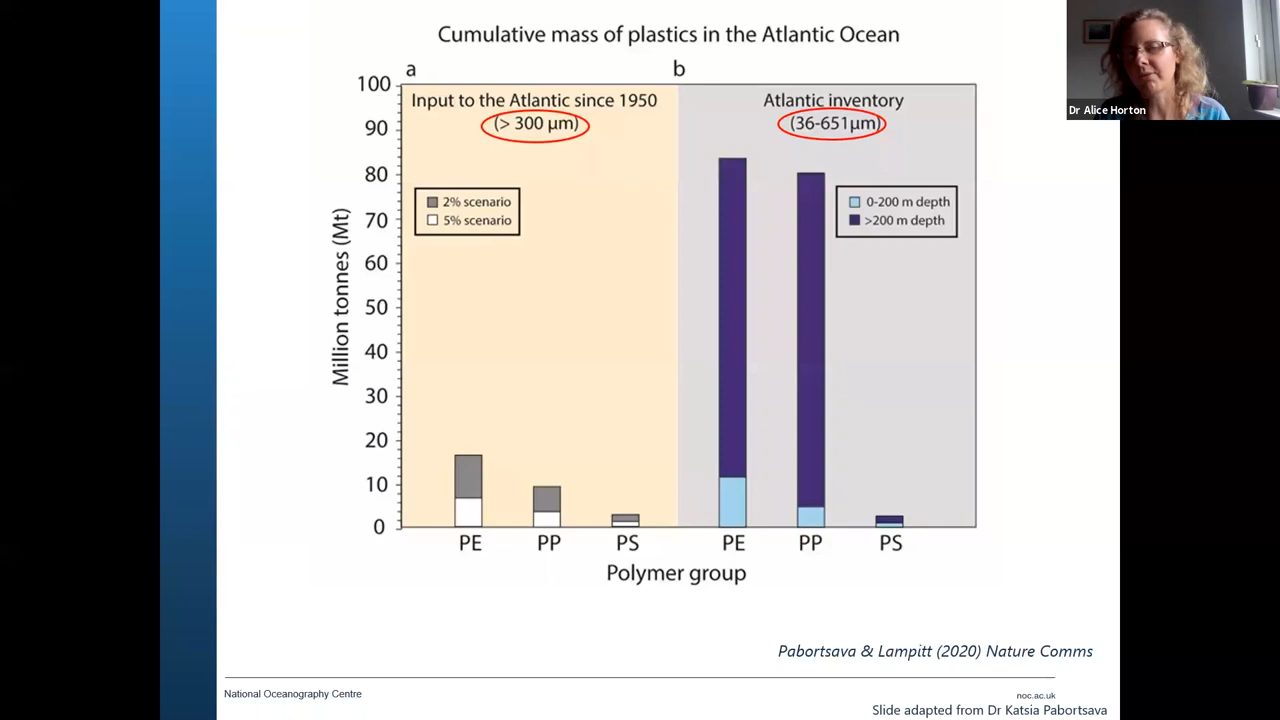 Cumulative mass of plastics in the Atlantic Ocean
a
b
Input to the Atlantic since 1950
(> 300 μm)
Atlantic inventory
(36-651μm)
2% scenario
5% scenario
0-200 m depth
>200 m depth
Million tonnes (Mt)
100
90
80
70
60
50
40
30
20
10
0
PE PP PS PE PP PS
Polymer group
Pabortsava & Lampitt (2020) Nature Comms
National Oceanography Centre
noc.ac.uk
Slide adapted from Dr Katsia Pabortsava
Dr Alice Horton